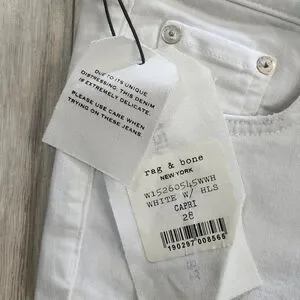 DUE TO ITS UNIQUE
DISTRESSING, THIS DENIM
IS EXTREMELY DELICATE.
PLEASE USE CARE WHEN
TRYING ON THESE JEANS
rag & bone
NEW YORK
W1526054SWWH
WHITE W/ HLS
CAPRI
28
190297008566